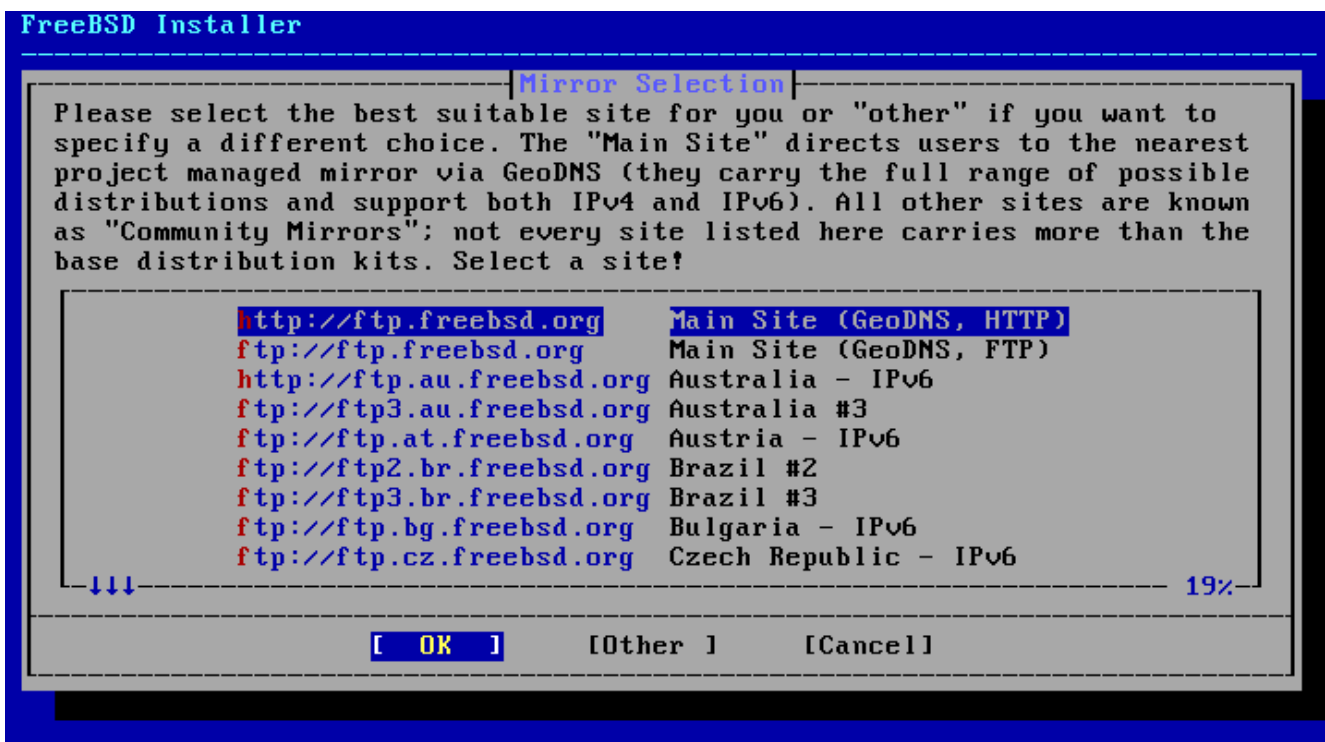 FreeBSD Installer
Mirror Selection
Please select the best suitable site for you or "other" if you want to
specify a different choice. The "Main Site" directs users to the nearest
project managed mirror via GeoDNS (they carry the full range of possible
distributions and support both IPv4 and IPv6). All other sites are known
as "Community Mirrors"; not every site listed here carries more than the
base distribution kits. Select a site!
http://ftp.freebsd.org Main Site (GeoDNS, HTTP)
ftp://ftp.freebsd.org Main Site (GeoDNS, FTP)
http://ftp.au.freebsd.org Australia - IPv6
ftp://ftp3.au.freebsd.org Australia #3
ftp://ftp.at.freebsd.org Austria - IPv6
ftp://ftp2.br.freebsd.org Brazil #2
ftp://ftp3.br.freebsd.org Brazil #3
ftp://ftp.bg.freebsd.org Bulgaria - IPv6
ftp://ftp.cz.freebsd.org Czech Republic - IPv6
↓↓↓ 19%
[ OK ] [Other ] [Cancel]